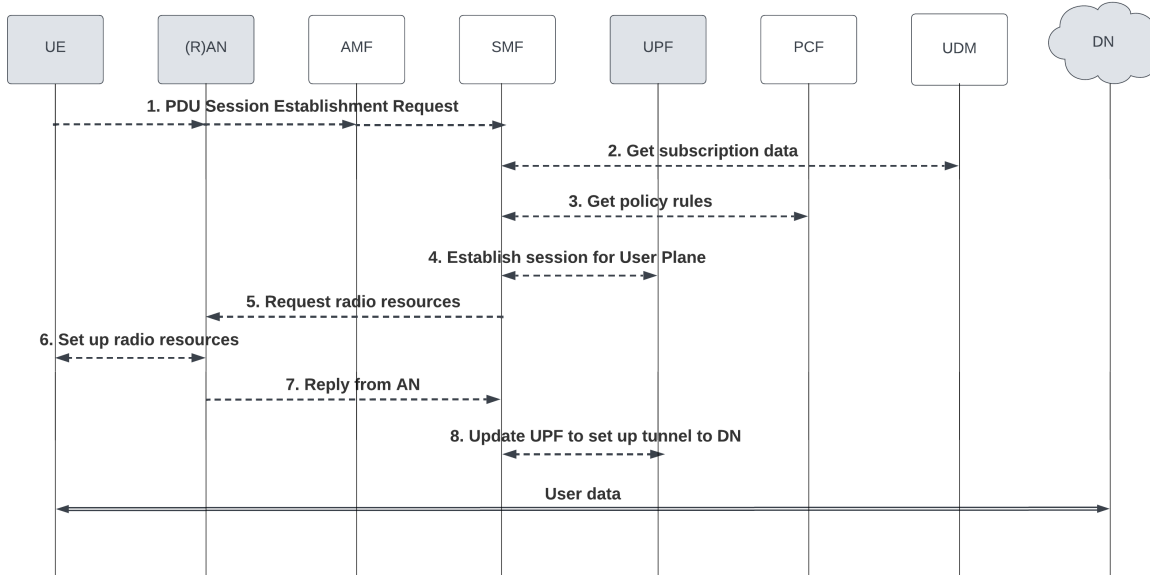 UE
(R)AN
AMF
SMF
UPF
PCF
UDM
DN
1. PDU Session Establishment Request
2. Get subscription data
3. Get policy rules
4. Establish session for User Plane
5. Request radio resources
6. Set up radio resources
7. Reply from AN
8. Update UPF to set up tunnel to DN
User data